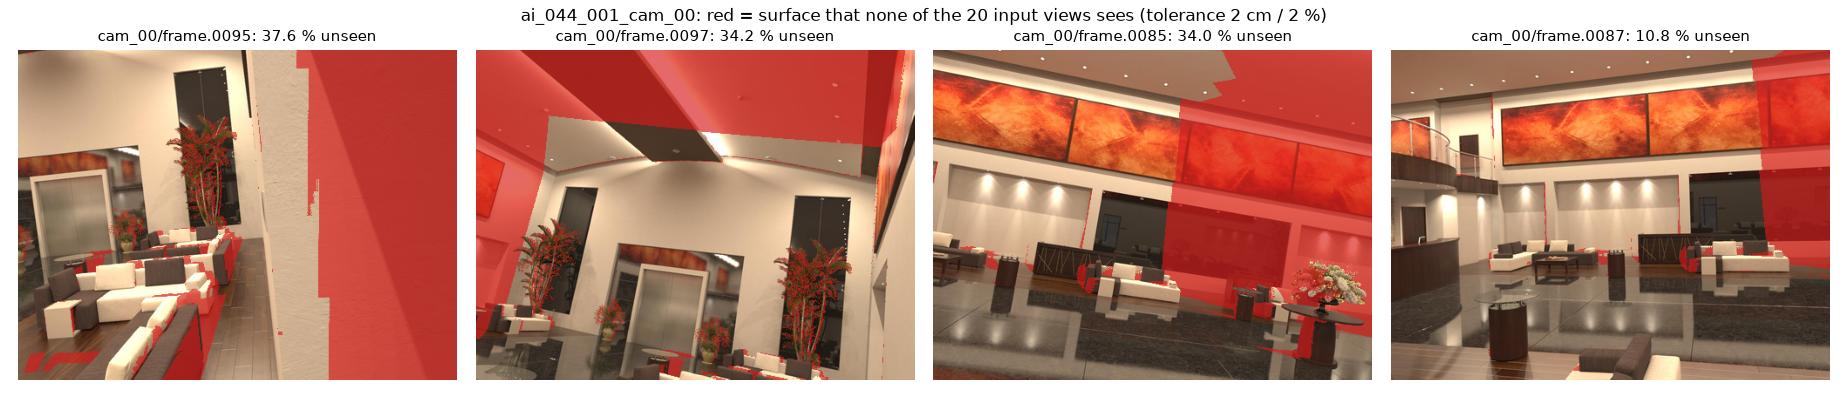 ai_044_001_cam_00: red = surface that none of the 20 input views sees (tolerance 2 cm / 2 %)
cam_00/frame.0095: 37.6 % unseen
cam_00/frame.0097: 34.2 % unseen
cam_00/frame.0085: 34.0 % unseen
cam_00/frame.0087: 10.8 % unseen